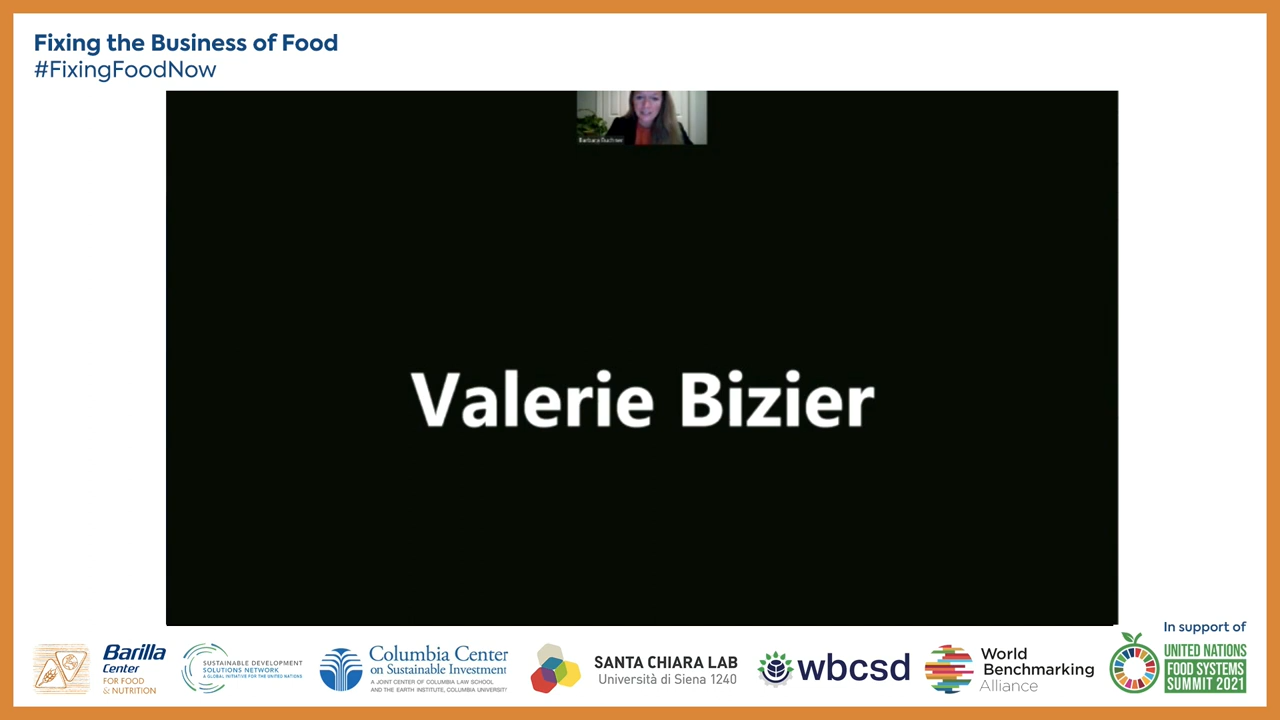 Fixing the Business of Food
#FixingFoodNow
Valerie Bizier
In support of
Barilla
Center
FOR FOOD
& NUTRITION
SUSTAINABLE DEVELOPMENT
SOLUTIONS NETWORK
A GLOBAL INITIATIVE FOR THE UNITED NATIONS
Columbia Center
on Sustainable Investment
A JOINT CENTER OF COLUMBIA LAW SCHOOL
AND THE EARTH INSTITUTE, COLUMBIA UNIVERSITY
SANTA CHIARA LAB
Università di Siena 1240
wbcsd
World
Benchmarking
Alliance
UNITED NATIONS
FOOD SYSTEMS
SUMMIT 2021